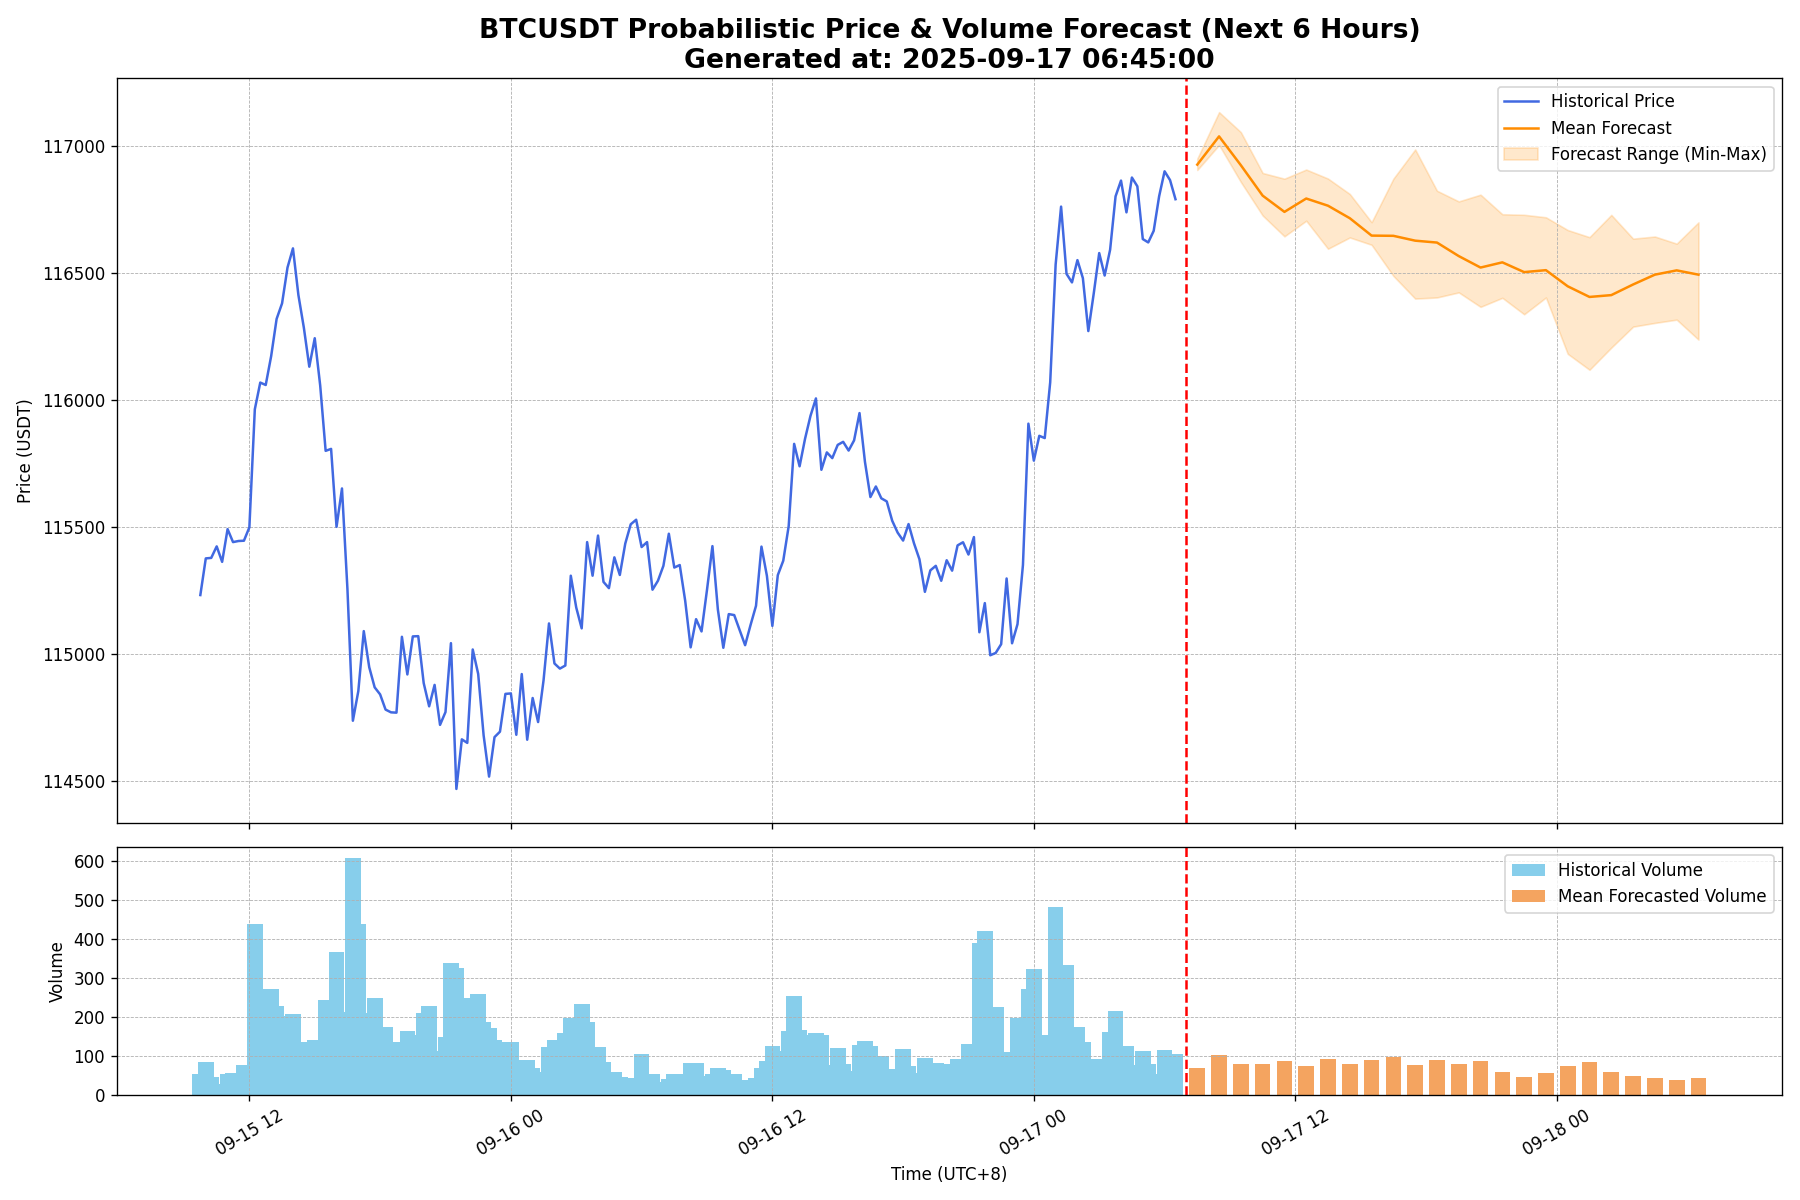 BTCUSDT Probabilistic Price & Volume Forecast (Next 6 Hours)
Generated at: 2025-09-17 06:45:00
Historical Price
Mean Forecast
Forecast Range (Min-Max)
117000
116500
116000
115500
115000
114500
Price (USDT)
Historical Volume
Mean Forecasted Volume
600
500
400
300
200
100
0
Volume
09-15 12
09-16 00
09-16 12
09-17 00
09-17 12
09-18 00
Time (UTC+8)